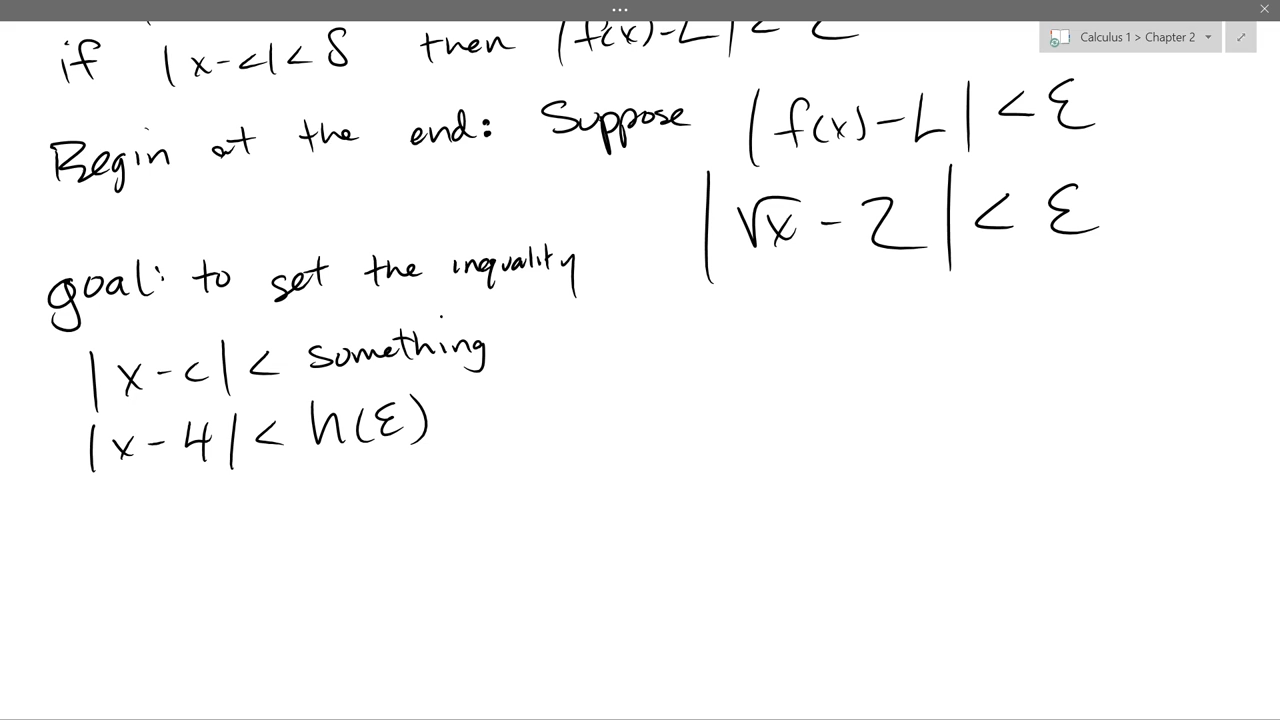 Calculus 1 > Chapter 2
if |x-c| < δ then |f(x)-L| < ε
Begin at the end: Suppose |f(x)-L| < ε
|√x - 2| < ε
goal: to set the inequality
|x-c| < something
|x-4| < h(ε)